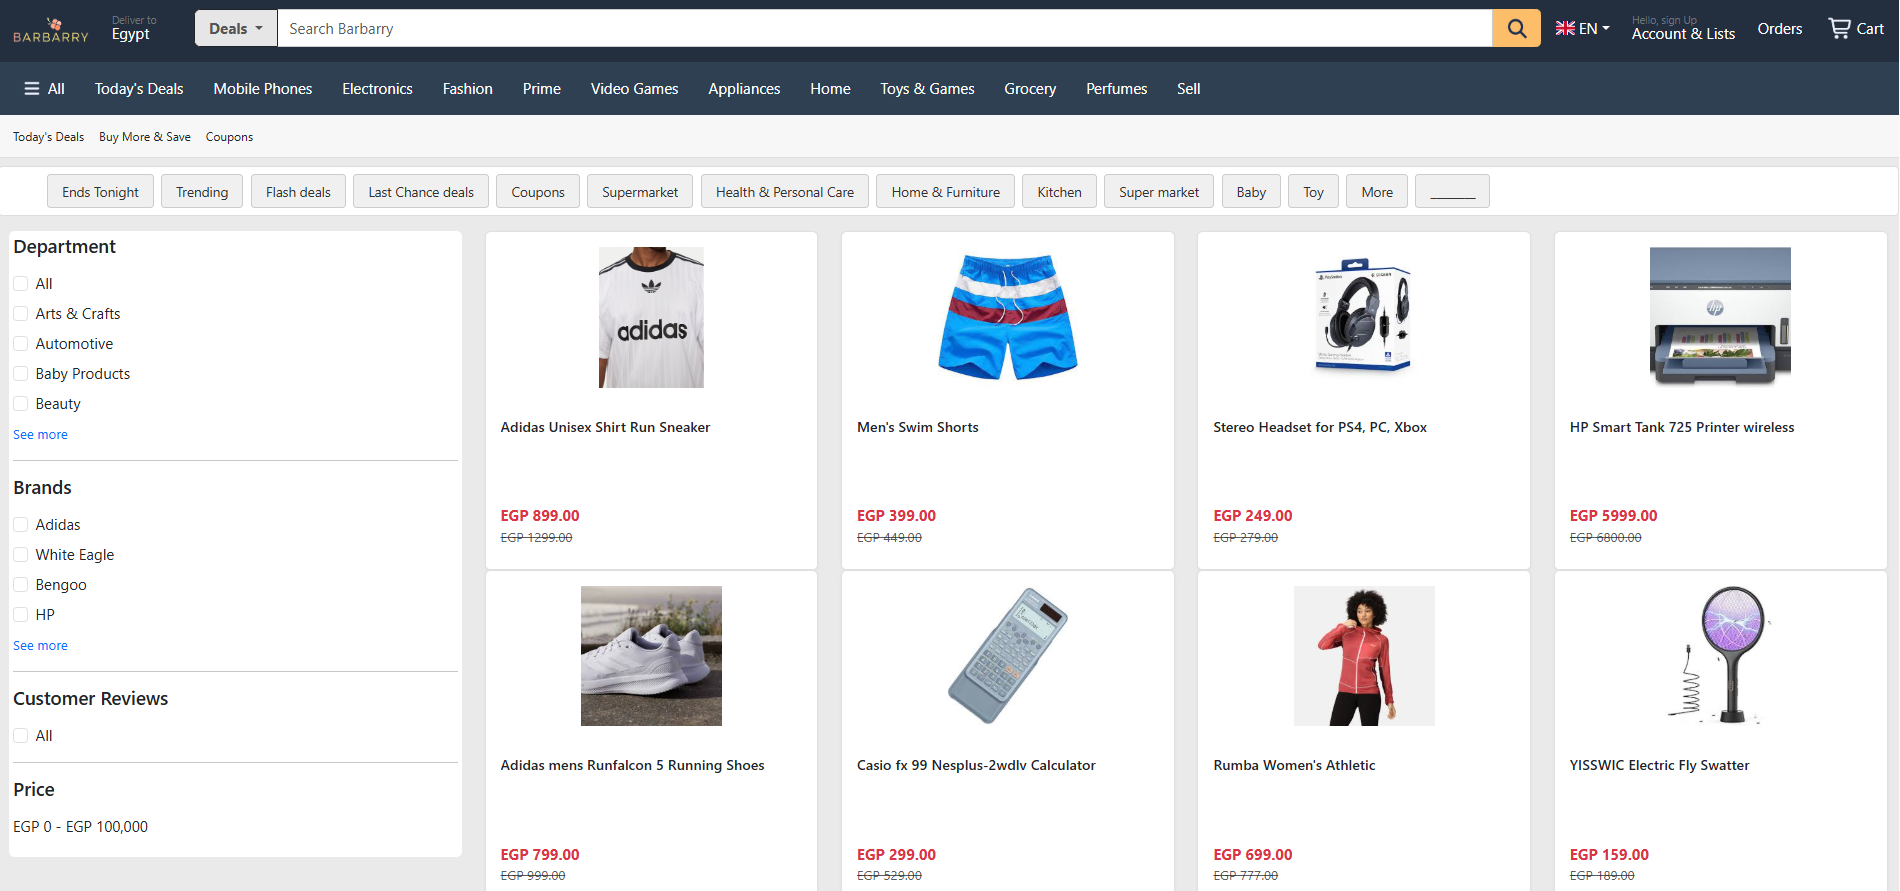 BARBARRY
Deliver to
Egypt
Deals
Search Barbarry
EN
Hello, sign Up
Account & Lists
Orders
Cart
All
Today's Deals
Mobile Phones
Electronics
Fashion
Prime
Video Games
Appliances
Home
Toys & Games
Grocery
Perfumes
Sell
Today's Deals
Buy More & Save
Coupons
Ends Tonight
Trending
Flash deals
Last Chance deals
Coupons
Supermarket
Health & Personal Care
Home & Furniture
Kitchen
Super market
Baby
Toy
More
Department
All
Arts & Crafts
Automotive
Baby Products
Beauty
See more
Brands
Adidas
White Eagle
Bengoo
HP
See more
Customer Reviews
All
Price
EGP 0 - EGP 100,000
adidas
Adidas Unisex Shirt Run Sneaker
EGP 899.00
EGP 1299.00
Men's Swim Shorts
EGP 399.00
EGP 449.00
Stereo Headset for PS4, PC, Xbox
EGP 249.00
EGP 279.00
hp
HP Smart Tank 725 Printer wireless
EGP 5999.00
EGP 6800.00
Adidas mens Runfalcon 5 Running Shoes
EGP 799.00
EGP 999.00
Casio fx 99 Nesplus-2wdlv Calculator
EGP 299.00
EGP 529.00
Rumba Women's Athletic
EGP 699.00
EGP 777.00
YISSWIC Electric Fly Swatter
EGP 159.00
EGP 189.00